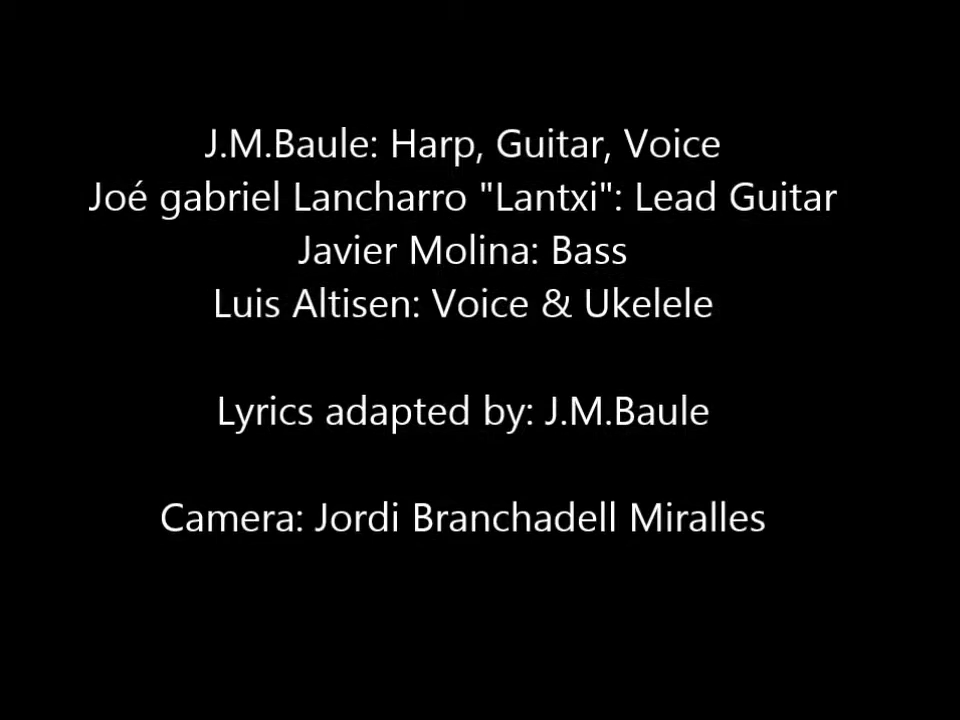 J.M.Baule: Harp, Guitar, Voice
Joé gabriel Lancharro "Lantxi": Lead Guitar
Javier Molina: Bass
Luis Altisen: Voice & Ukelele
Lyrics adapted by: J.M.Baule
Camera: Jordi Branchadell Miralles